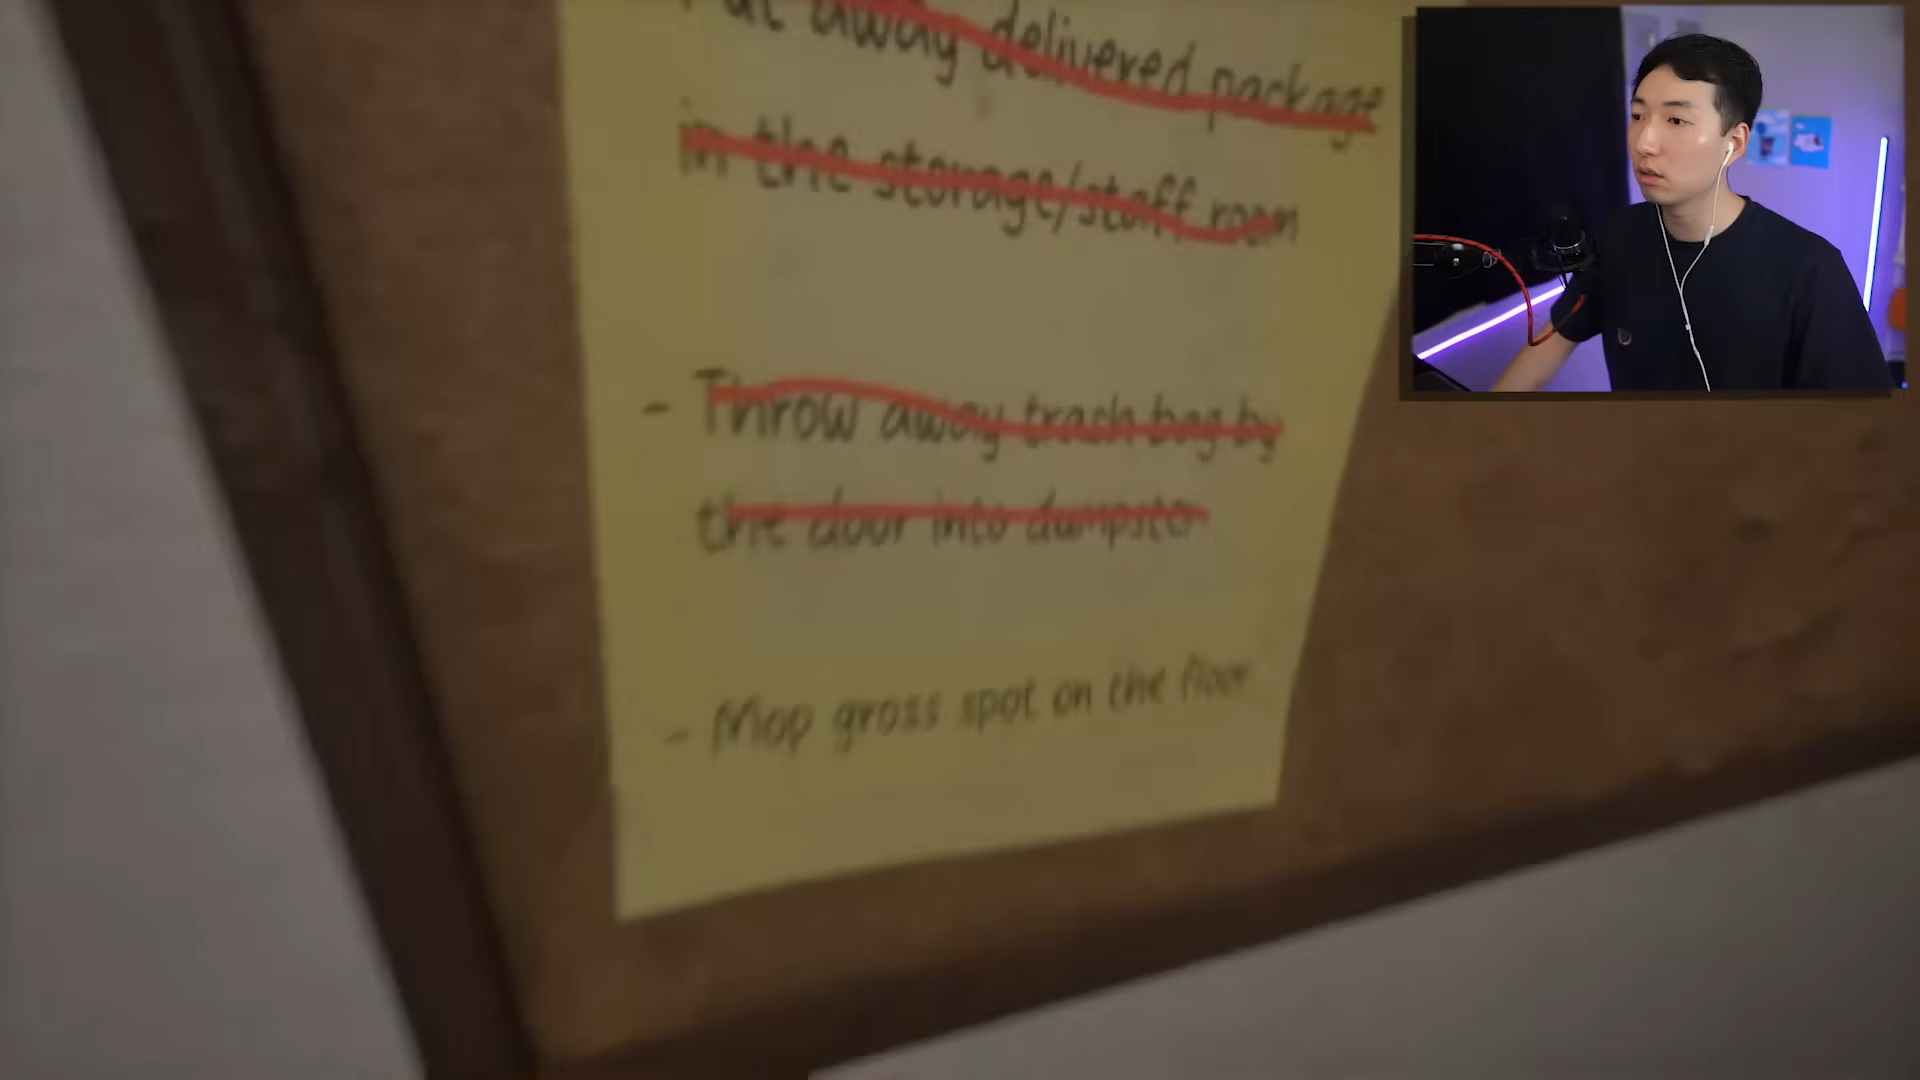 Put away delivered package
in the storage/staff room
- Throw away trash bag by
the door into dumpster
- Mop gross spot on the floor